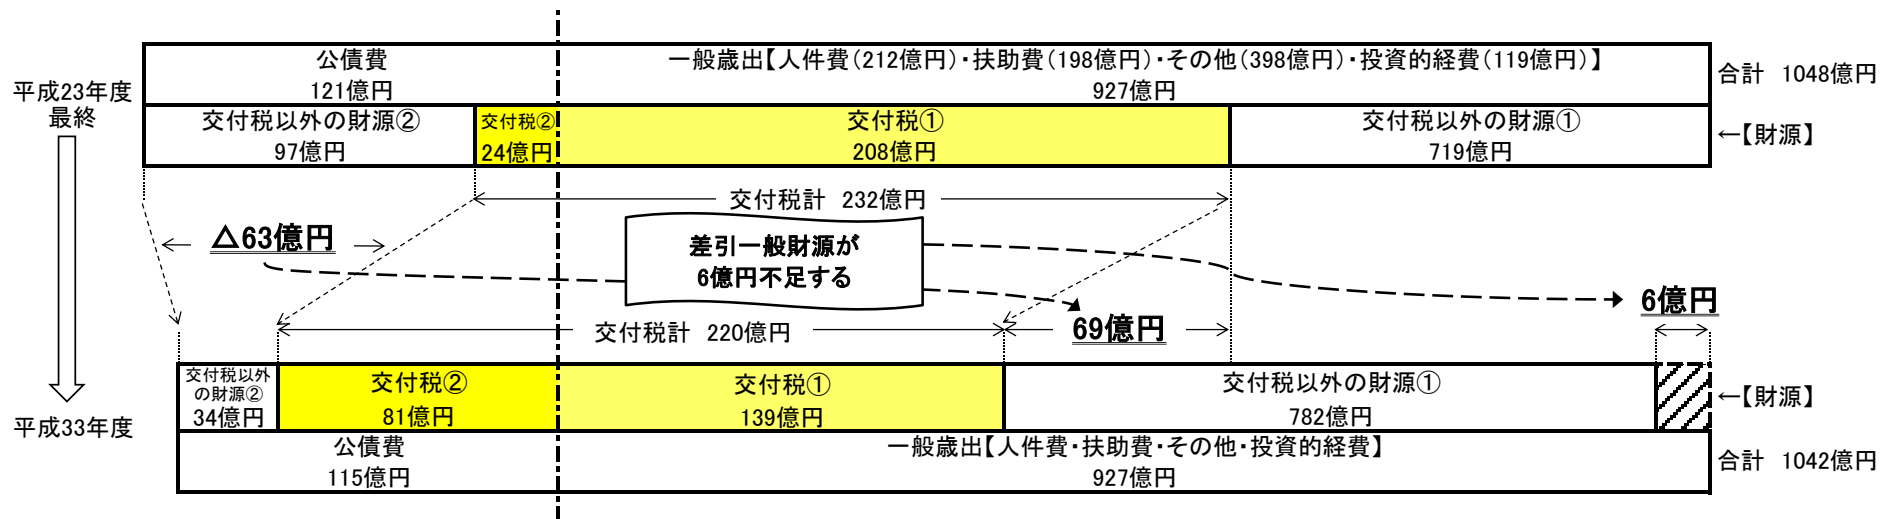 公債費
121億円
一般歳出【人件費（212億円）・扶助費（198億円）・その他（398億円）・投資的経費（119億円）】
927億円
合計 1048億円
平成23年度
最終
交付税以外の財源②
97億円
交付税②
24億円
交付税①
208億円
交付税以外の財源①
719億円
←【財源】
交付税計 232億円
△63億円
差引一般財源が
6億円不足する
6億円
交付税計 220億円
69億円
交付税以外
の財源②
34億円
交付税②
81億円
交付税①
139億円
交付税以外の財源①
782億円
←【財源】
平成33年度
公債費
115億円
一般歳出【人件費・扶助費・その他・投資的経費】
927億円
合計 1042億円